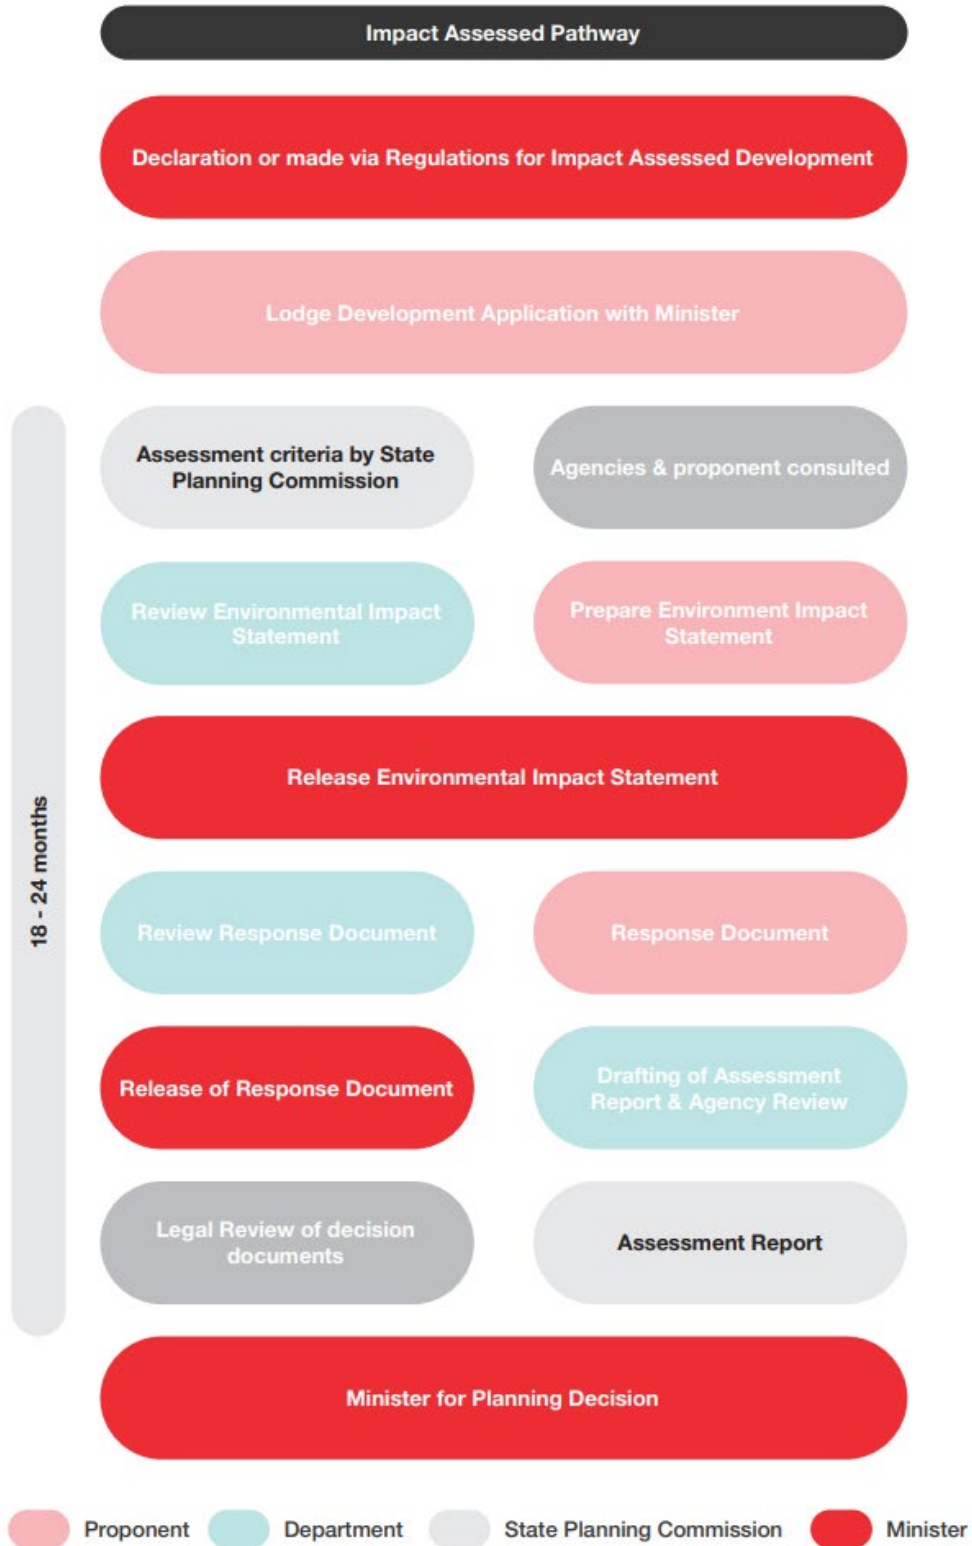 Impact Assessed Pathway
Declaration or made via Regulations for Impact Assessed Development
Lodge Development Application with Minister
Assessment criteria by State
Planning Commission
Agencies & proponent consulted
Review Environmental Impact
Statement
Prepare Environment Impact
Statement
Release Environmental Impact Statement
18 - 24 months
Review Response Document
Response Document
Release of Response Document
Drafting of Assessment
Report & Agency Review
Legal Review of decision
documents
Assessment Report
Minister for Planning Decision
Proponent
Department
State Planning Commission
Minister